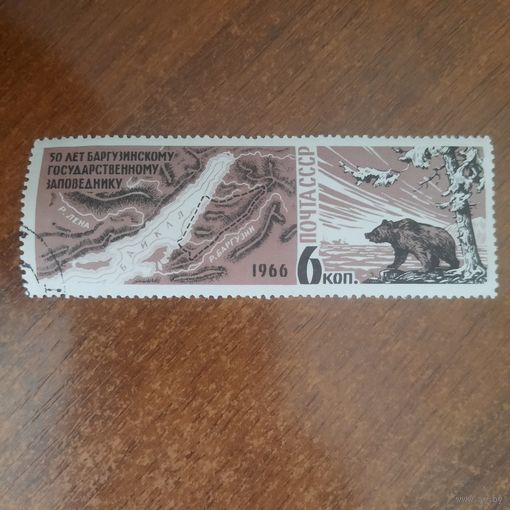 50 ЛЕТ БАРГУЗИНСКОМУ
ГОСУДАРСТВЕННОМУ
ЗАПОВЕДНИКУ
Р. ЛЕНА
БАЙКАЛ
Р. БАРГУЗИН
1966
ПОЧТА СССР
6 КОП.